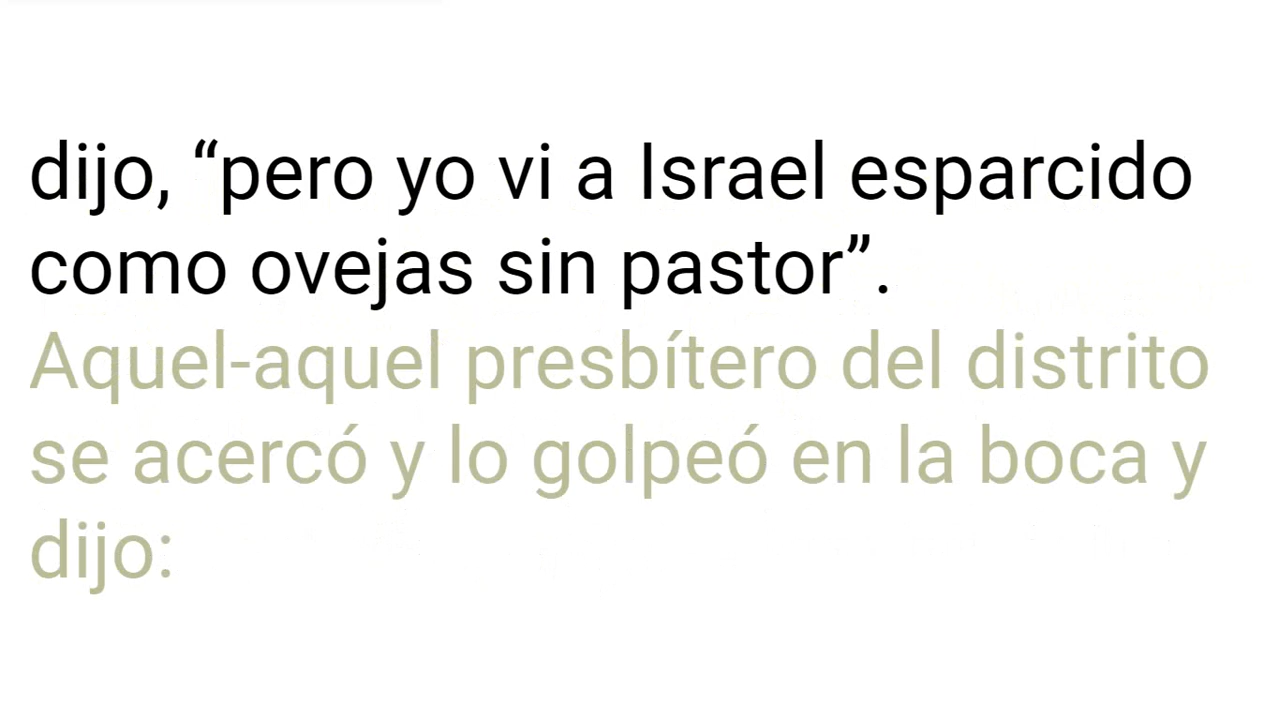 dijo, “pero yo vi a Israel esparcido
como ovejas sin pastor”.
Aquel-aquel presbítero del distrito
se acercó y lo golpeó en la boca y
dijo: